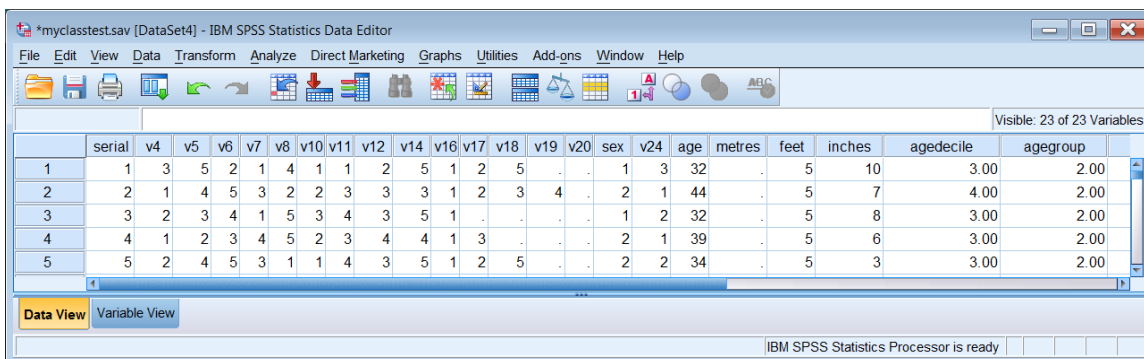 *myclasstest.sav [DataSet4] - IBM SPSS Statistics Data Editor
File Edit View Data Transform Analyze Direct Marketing Graphs Utilities Add-ons Window Help
A 1 ABC
Visible: 23 of 23 Variables
serial v4 v5 v6 v7 v8 v10 v11 v12 v14 v16 v17 v18 v19 v20 sex v24 age metres feet inches agedecile agegroup
1 1 3 5 2 1 4 1 1 2 5 1 2 5 . . 1 3 32 . 5 10 3.00 2.00
2 2 1 4 5 3 2 2 3 3 3 1 2 3 4 . 2 1 44 . 5 7 4.00 2.00
3 3 2 3 4 1 5 3 4 3 5 1 . . . . 1 2 32 . 5 8 3.00 2.00
4 4 1 2 3 4 5 2 3 4 4 1 3 . . . 2 1 39 . 5 6 3.00 2.00
5 5 2 4 5 3 1 1 4 3 5 1 2 5 . . 2 2 34 . 5 3 3.00 2.00
Data View Variable View
IBM SPSS Statistics Processor is ready